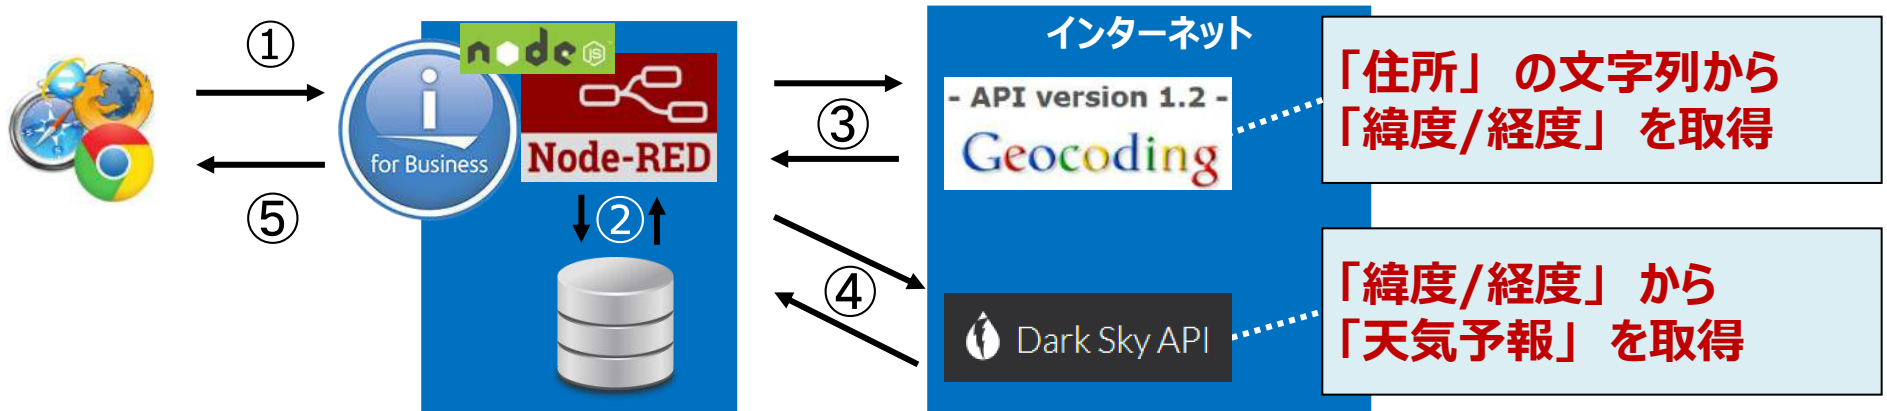 ①
node
JS
i
for Business
Node-RED
②
⑤
③
④
インターネット
- API version 1.2 -
Geocoding
Dark Sky API
「住所」の文字列から
「緯度/経度」を取得
「緯度/経度」から
「天気予報」を取得